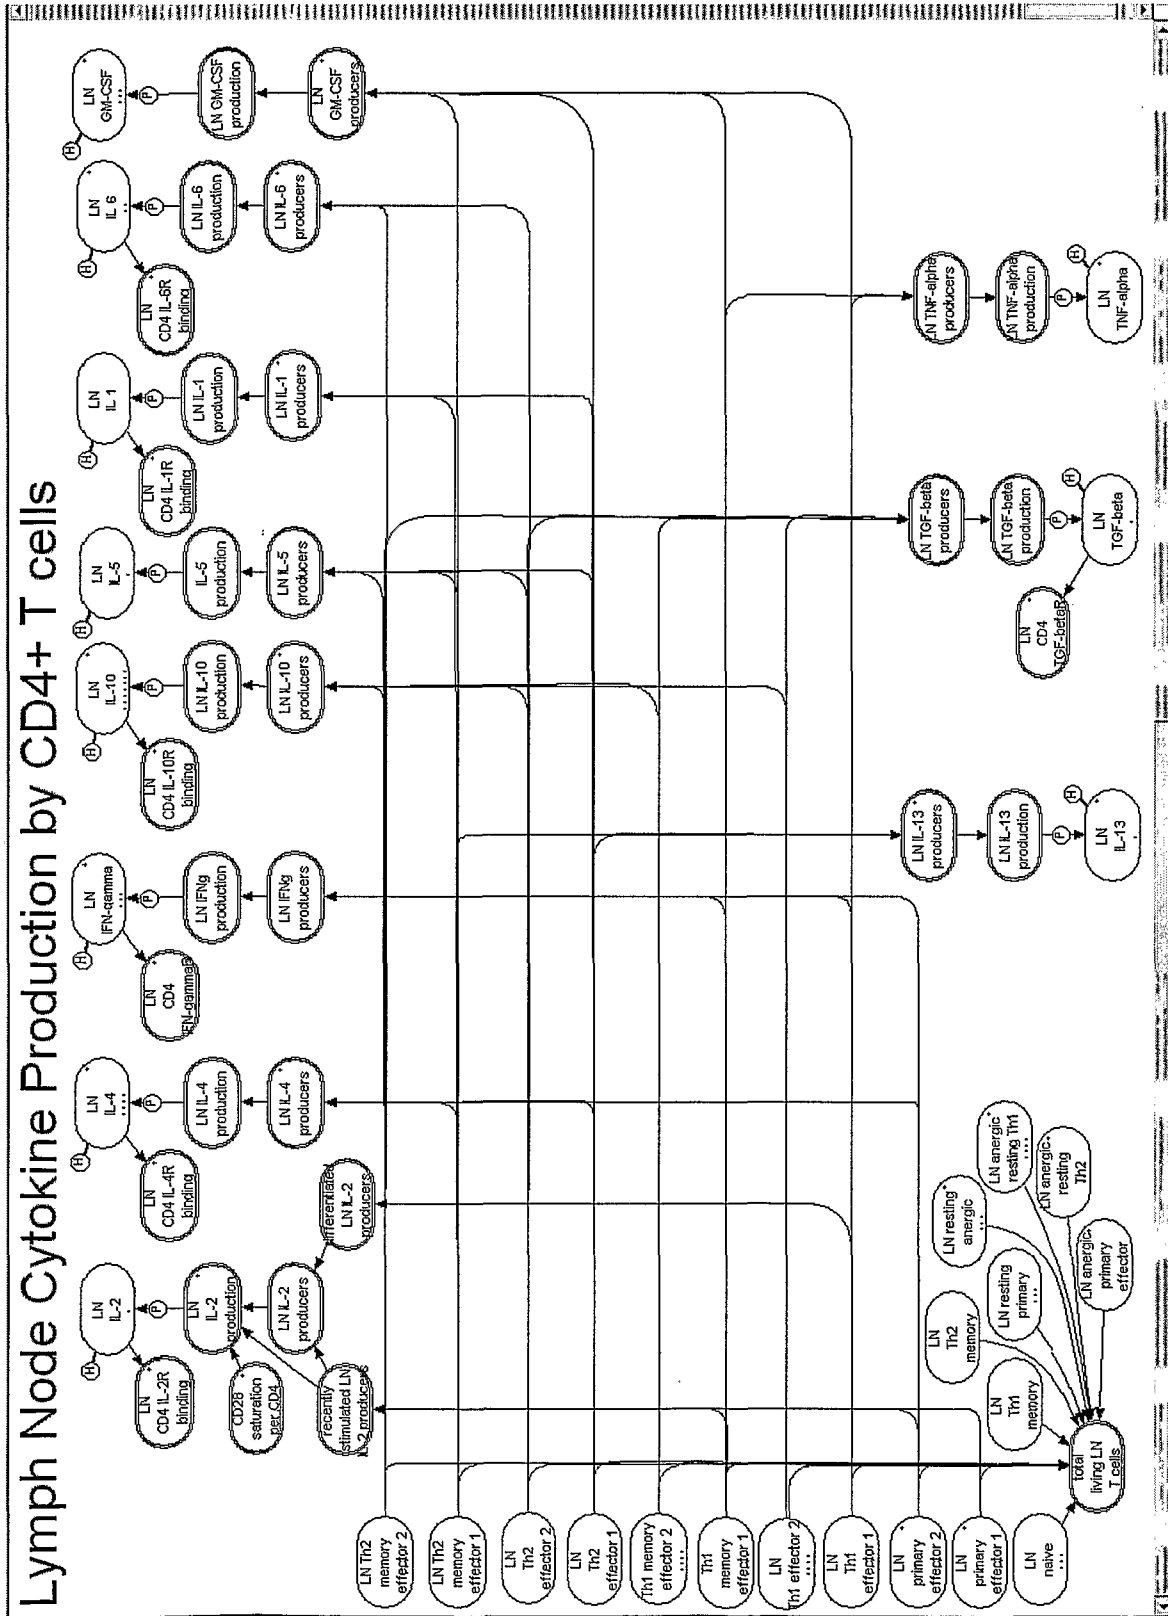 Lymph Node Cytokine Production by CD4+ T cells
H
LN
IL-2
P
LN
CD4 IL-2R
binding
LN
IL-2
production
CD28
saturation
per CD4
LN IL-2
producers
recently
stimulated LN
IL-2 producers
differentiated
LN IL-2
producers
H
LN
IL-4
P
LN
CD4 IL-4R
binding
LN IL-4
production
LN IL-4
producers
H
LN
IFN-gamma
P
LN
CD4
IFN-gammaR
LN IFNg
production
LN IFNg
producers
H
LN
IL-10
P
LN
CD4 IL-10R
binding
LN IL-10
production
LN IL-10
producers
H
LN
IL-5
P
IL-5
production
LN IL-5
producers
H
LN
IL 1
P
LN
CD4 IL-1R
binding
LN IL-1
production
LN IL-1
producers
H
LN
IL 6
P
LN
CD4 IL-6R
binding
LN IL-6
production
LN IL-6
producers
H
LN
GM-CSF
P
LN GM-CSF
production
LN
GM-CSF
producers
LN Th2
memory
effector 2
LN Th2
memory
effector 1
LN
Th2
effector 2
LN
Th2
effector 1
Th1 memory
effector 2
Th1
memory
effector 1
LN
Th1 effector 2
LN
Th1
effector 1
LN
primary
effector 2
LN
primary
effector 1
LN
naive
total
living LN
T cells
LN
Th1
memory
LN
Th2
memory
LN resting
primary
LN resting
anergic
LN anergic
resting Th1
LN anergic
resting
Th2
LN anergic
primary
effector
LN IL-13
producers
LN IL-13
production
P
H
LN
IL-13
LN TGF-beta
producers
LN TGF-beta
production
P
H
LN
TGF-beta
LN
CD4
TGF-betaR
LN TNF-alpha
producers
LN TNF-alpha
production
P
H
LN
TNF-alpha